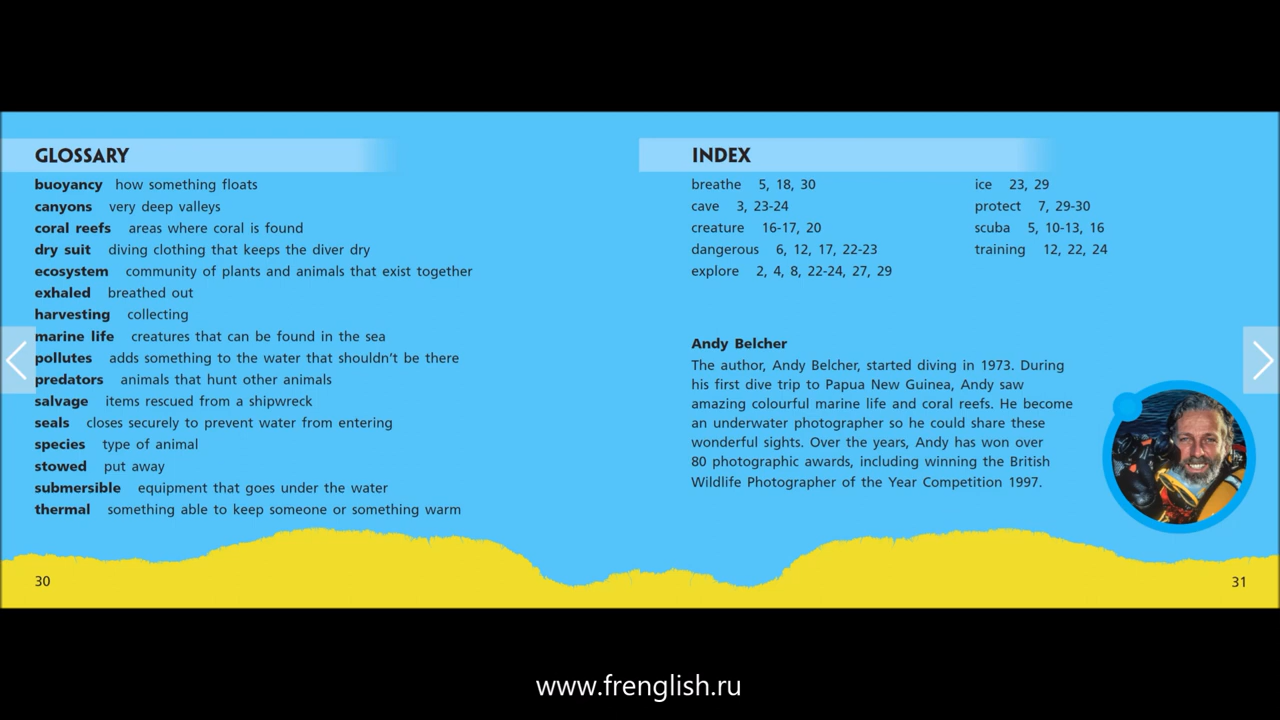 GLOSSARY
buoyancy how something floats
canyons very deep valleys
coral reefs areas where coral is found
dry suit diving clothing that keeps the diver dry
ecosystem community of plants and animals that exist together
exhaled breathed out
harvesting collecting
marine life creatures that can be found in the sea
pollutes adds something to the water that shouldn't be there
predators animals that hunt other animals
salvage items rescued from a shipwreck
seals closes securely to prevent water from entering
species type of animal
stowed put away
submersible equipment that goes under the water
thermal something able to keep someone or something warm
30
INDEX
breathe 5, 18, 30
cave 3, 23-24
creature 16-17, 20
dangerous 6, 12, 17, 22-23
explore 2, 4, 8, 22-24, 27, 29
ice 23, 29
protect 7, 29-30
scuba 5, 10-13, 16
training 12, 22, 24
Andy Belcher
The author, Andy Belcher, started diving in 1973. During
his first dive trip to Papua New Guinea, Andy saw
amazing colourful marine life and coral reefs. He become
an underwater photographer so he could share these
wonderful sights. Over the years, Andy has won over
80 photographic awards, including winning the British
Wildlife Photographer of the Year Competition 1997.
31
www.frenglish.ru